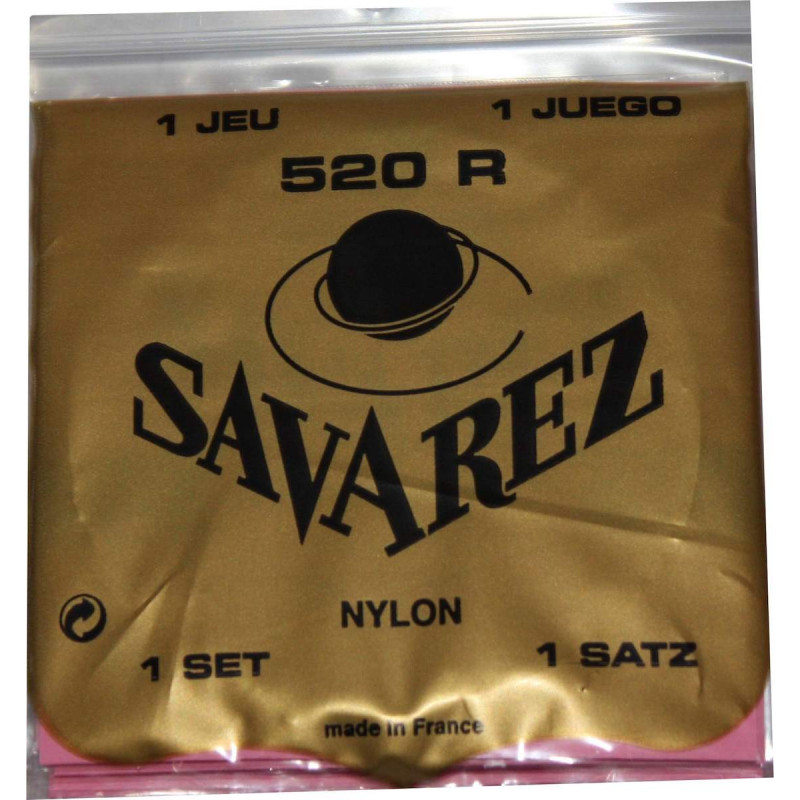 1 JEU
1 JUEGO
520 R
SAVAREZ
NYLON
1 SET
1 SATZ
made in France